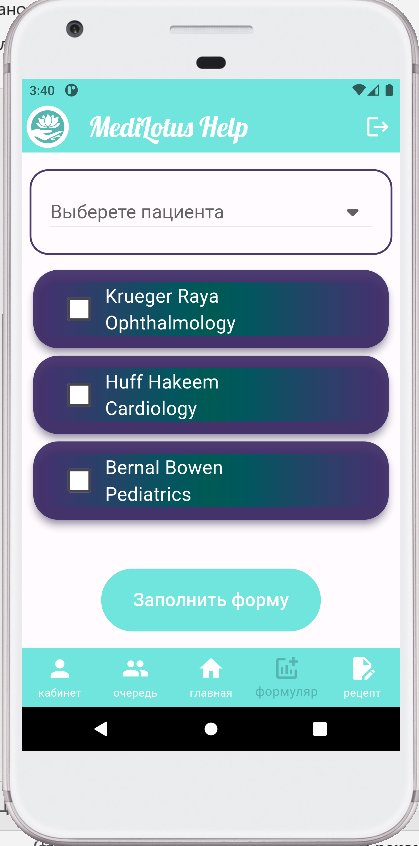 ано
3:40
MediLotus Help
Выберете пациента
Krueger Raya
Ophthalmology
Huff Hakeem
Cardiology
Bernal Bowen
Pediatrics
Заполнить форму
кабинет
очередь
главная
формуляр
рецепт